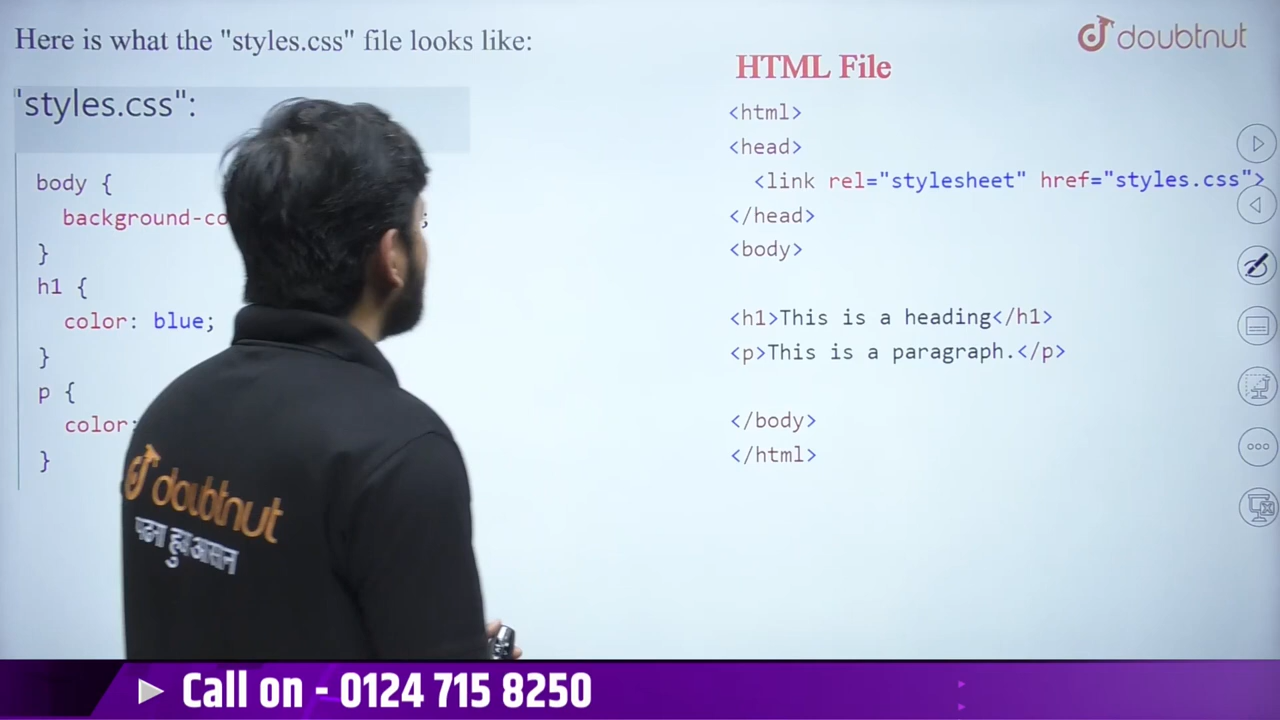 Here is what the "styles.css" file looks like:
doubtnut
"styles.css":
body {
background-co
;
}
h1 {
color: blue;
}
p {
color:
}
HTML File
<html>
<head>
<link rel="stylesheet" href="styles.css">
</head>
<body>
<h1>This is a heading</h1>
<p>This is a paragraph.</p>
</body>
</html>
doubtnut
पढना हुआ आसान
Call on - 0124 715 8250